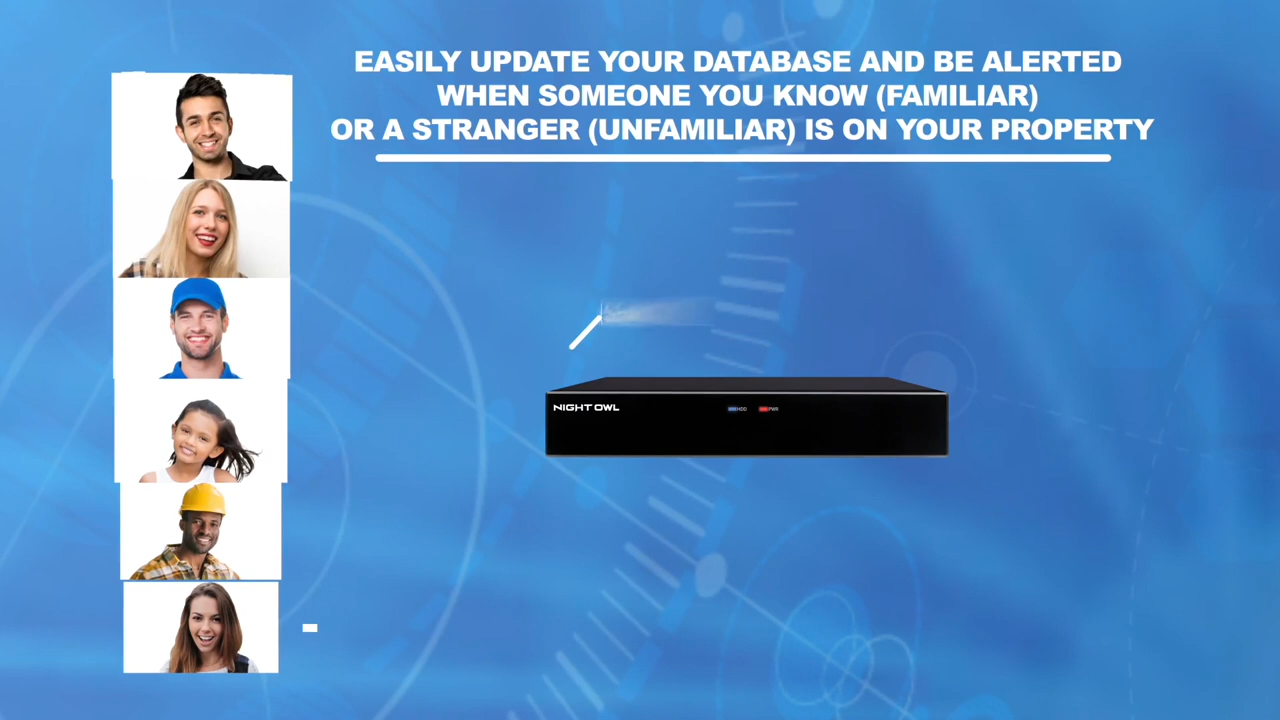 EASILY UPDATE YOUR DATABASE AND BE ALERTED
WHEN SOMEONE YOU KNOW (FAMILIAR)
OR A STRANGER (UNFAMILIAR) IS ON YOUR PROPERTY
NIGHT OWL
HDD
PWR